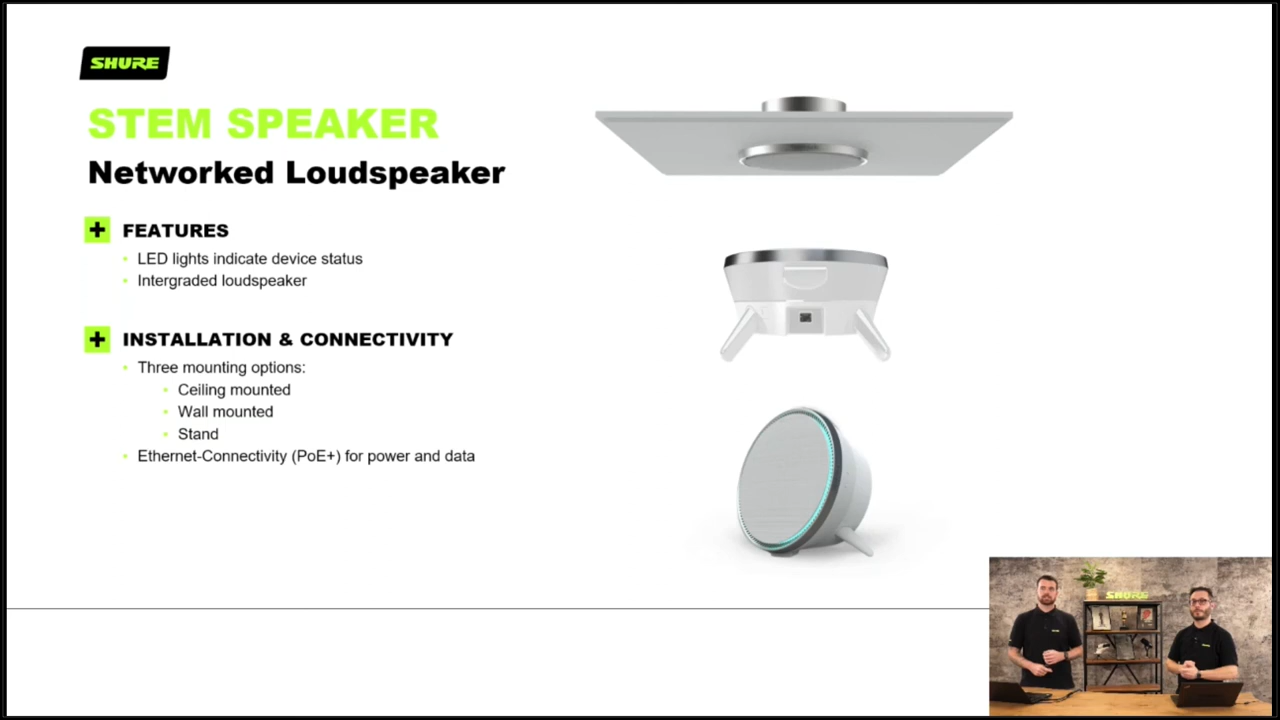 SHURE
STEM SPEAKER
Networked Loudspeaker
+ FEATURES
• LED lights indicate device status
• Intergraded loudspeaker
+ INSTALLATION & CONNECTIVITY
• Three mounting options:
• Ceiling mounted
• Wall mounted
• Stand
• Ethernet-Connectivity (PoE+) for power and data
SHURE